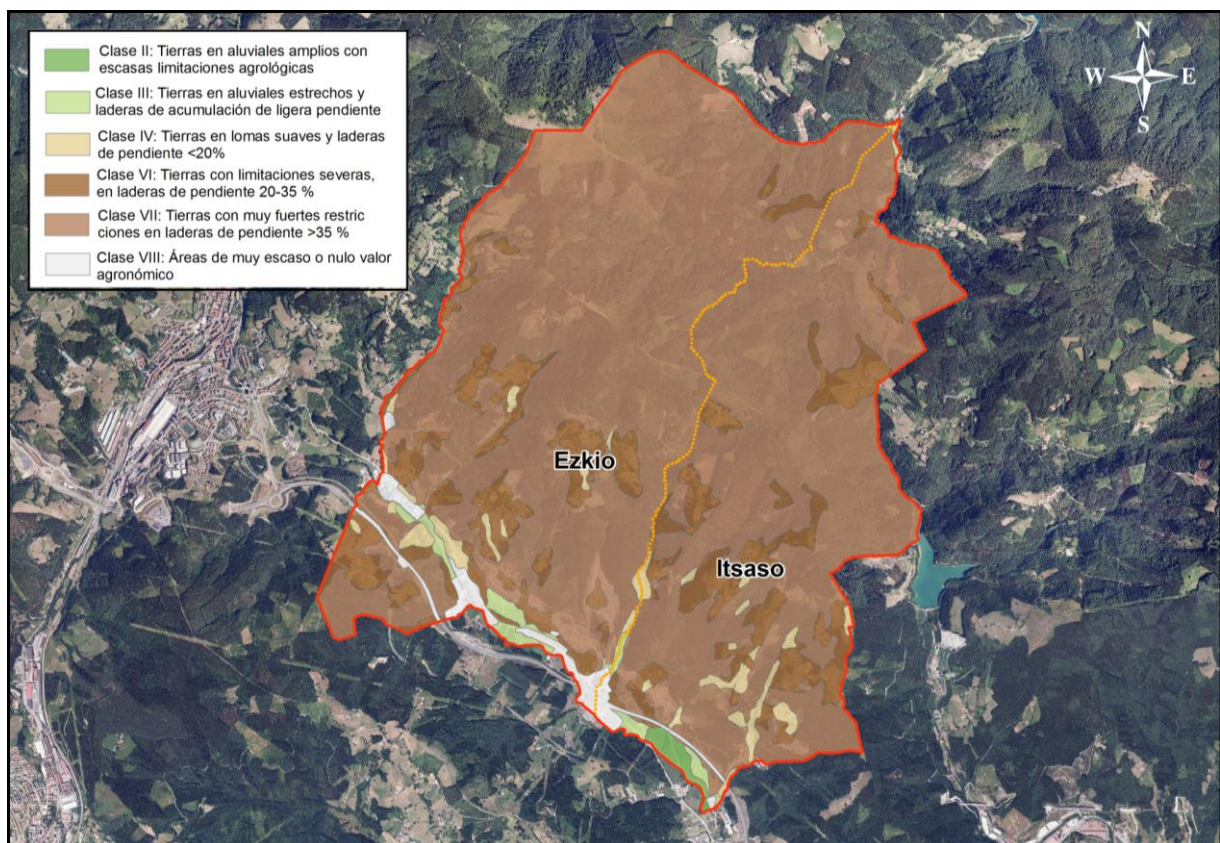 Clase II: Tierras en aluviales amplios con
escasas limitaciones agrológicas
Clase III: Tierras en aluviales estrechos y
laderas de acumulación de ligera pendiente
Clase IV: Tierras en lomas suaves y laderas
de pendiente <20%
Clase VI: Tierras con limitaciones severas,
en laderas de pendiente 20-35 %
Clase VII: Tierras con muy fuertes restric
ciones en laderas de pendiente >35 %
Clase VIII: Áreas de muy escaso o nulo valor
agronómico
N
W E
S
Ezkio
Itsaso